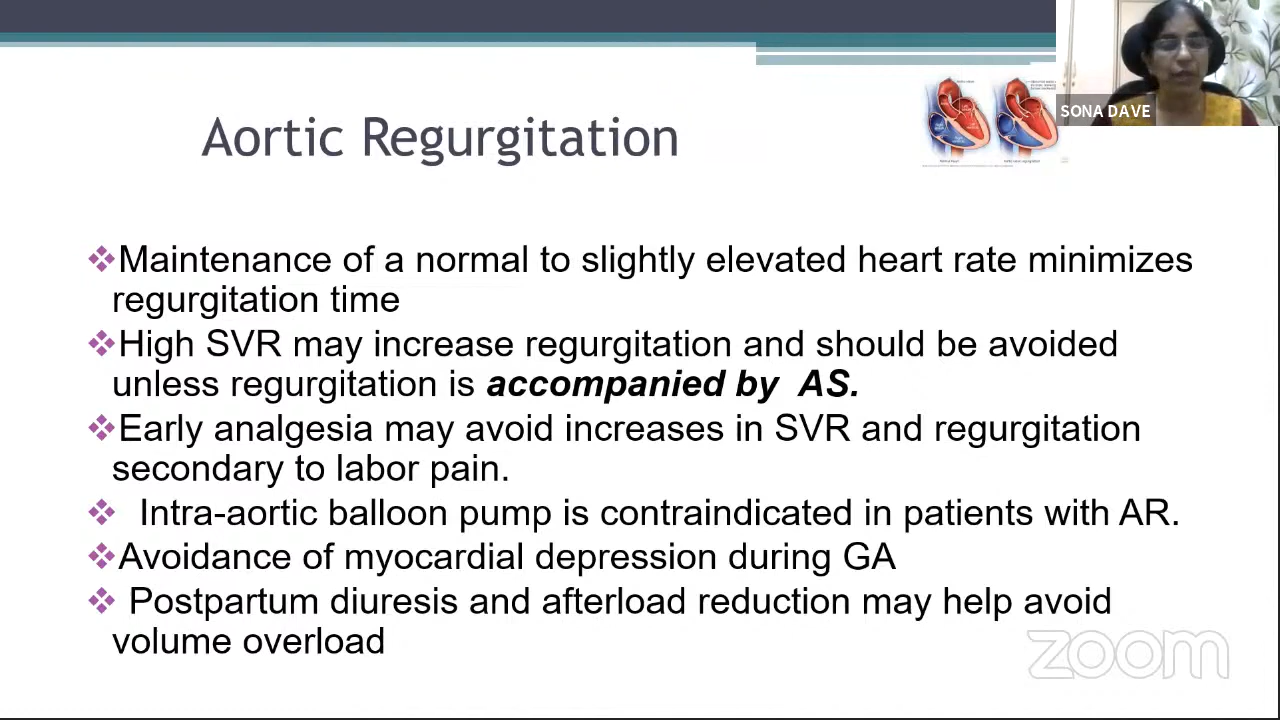 SONA DAVE
Aortic Regurgitation
❖Maintenance of a normal to slightly elevated heart rate minimizes
regurgitation time
❖High SVR may increase regurgitation and should be avoided
unless regurgitation is accompanied by  AS.
❖Early analgesia may avoid increases in SVR and regurgitation
secondary to labor pain.
❖ Intra-aortic balloon pump is contraindicated in patients with AR.
❖Avoidance of myocardial depression during GA
❖ Postpartum diuresis and afterload reduction may help avoid
volume overload
zoom